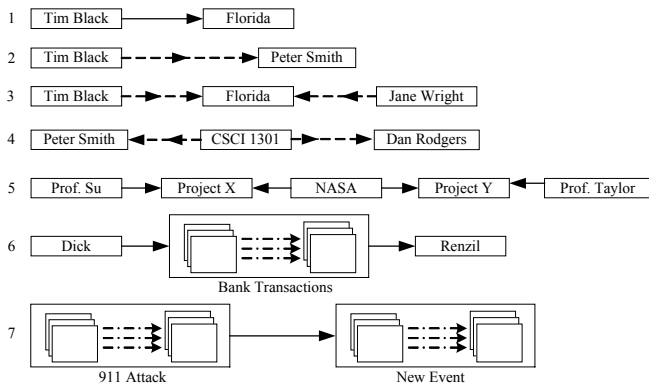 1 Tim Black Florida
2 Tim Black Peter Smith
3 Tim Black Florida Jane Wright
4 Peter Smith CSCI 1301 Dan Rodgers
5 Prof. Su Project X NASA Project Y Prof. Taylor
6 Dick Renzil
Bank Transactions
7
911 Attack New Event